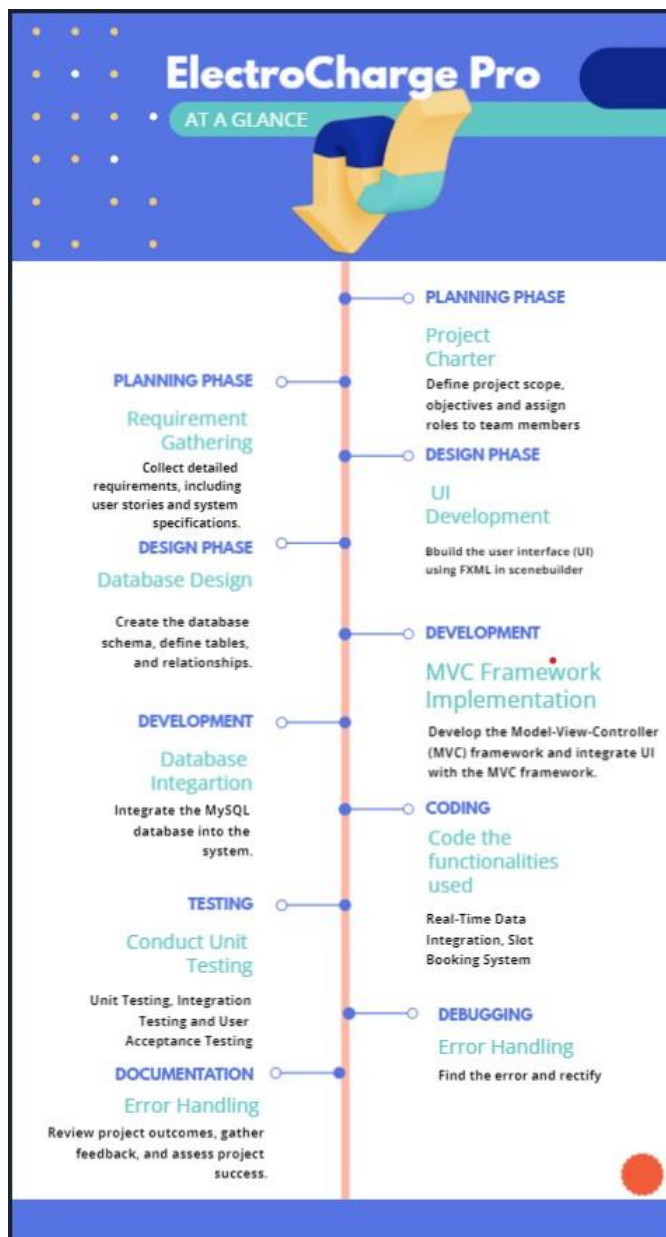 ElectroCharge Pro
AT A GLANCE
PLANNING PHASE
Project
Charter
Define project scope,
objectives and assign
roles to team members
PLANNING PHASE
Requirement
Gathering
Collect detailed
requirements, including
user stories and system
specifications.
DESIGN PHASE
UI
Development
Bbuild the user interface (UI)
using FXML in scenebuilder
DESIGN PHASE
Database Design
Create the database
schema, define tables,
and relationships.
DEVELOPMENT
MVC Framework
Implementation
Develop the Model-View-Controller
(MVC) framework and integrate UI
with the MVC framework.
DEVELOPMENT
Database
Integartion
Integrate the MySQL
database into the
system.
CODING
Code the
functionalities
used
Real-Time Data
Integration, Slot
Booking System
TESTING
Conduct Unit
Testing
Unit Testing, Integration
Testing and User
Acceptance Testing
DEBUGGING
Error Handling
Find the error and rectify
DOCUMENTATION
Error Handling
Review project outcomes, gather
feedback, and assess project
success.